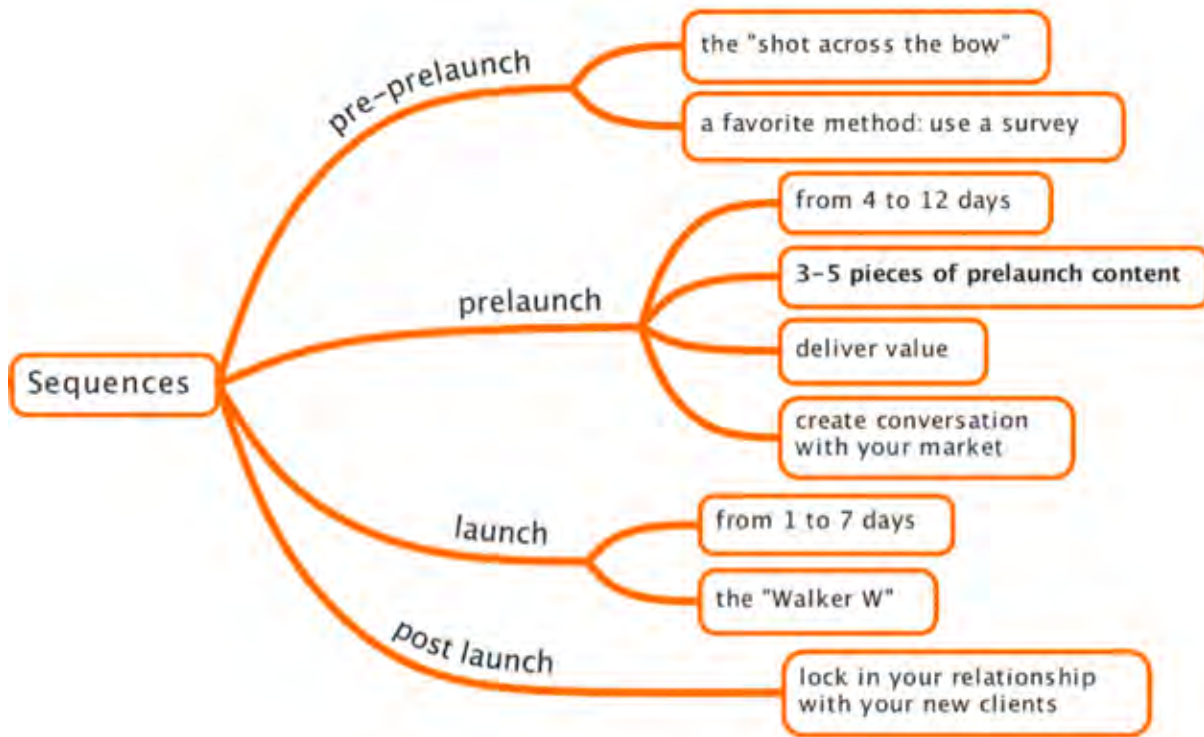 Sequences
pre-prelaunch
the "shot across the bow"
a favorite method: use a survey
prelaunch
from 4 to 12 days
3-5 pieces of prelaunch content
deliver value
create conversation
with your market
launch
from 1 to 7 days
the "Walker W"
post launch
lock in your relationship
with your new clients